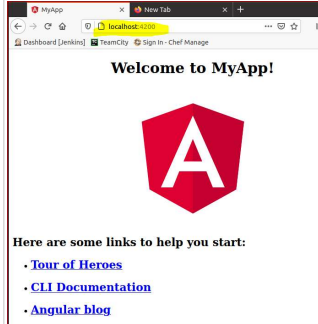 MyApp
New Tab
localhost:4200
Dashboard [Jenkins] TeamCity Sign In - Chef Manage
Welcome to MyApp!
A
Here are some links to help you start:
Tour of Heroes
CLI Documentation
Angular blog